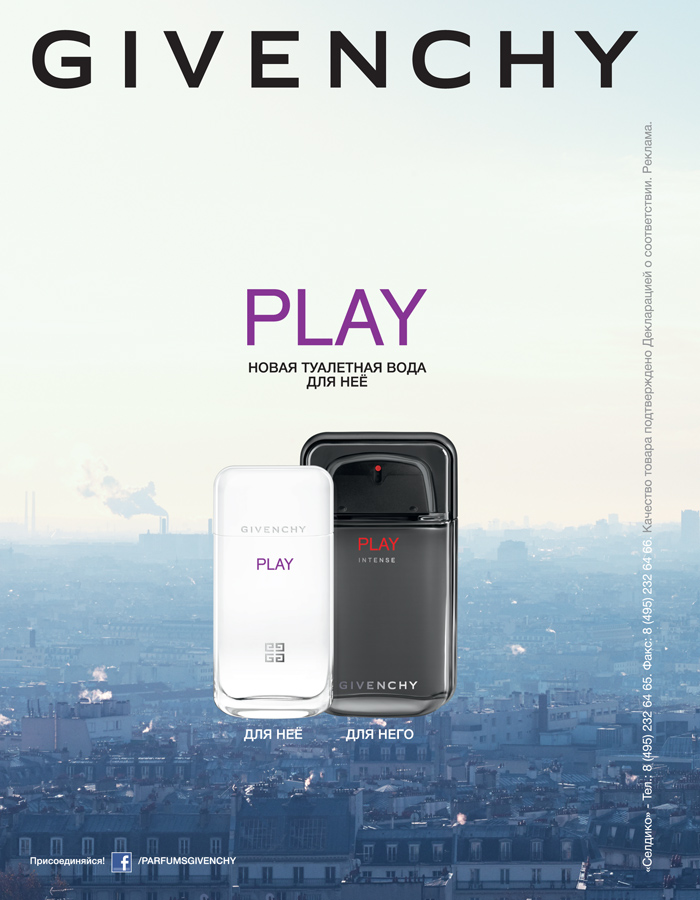 GIVENCHY
PLAY
НОВАЯ ТУАЛЕТНАЯ ВОДА
ДЛЯ НЕЁ
GIVENCHY
PLAY
PLAY
INTENSE
GIVENCHY
ДЛЯ НЕЁ
ДЛЯ НЕГО
Присоединяйся! f /PARFUMSGIVENCHY
«Селдико» - Тел.: 8 (495) 232 64 65. Факс: 8 (495) 232 64 66. Качество товара подтверждено Декларацией о соответствии. Реклама.